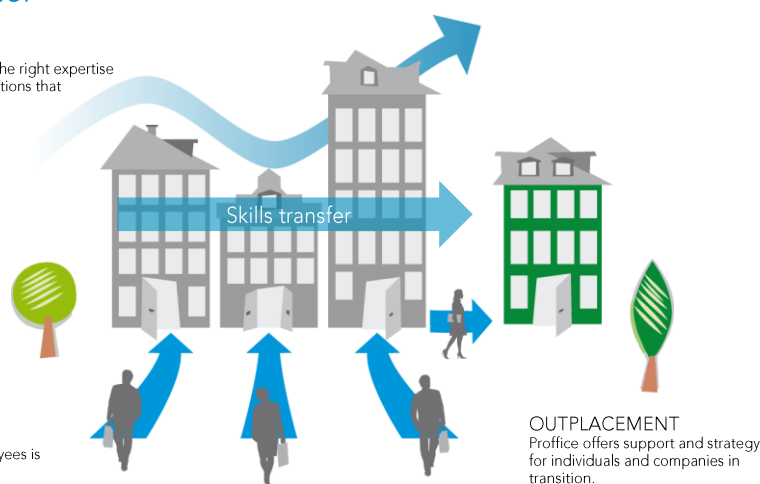 he right expertise
tions that
Skills transfer
yees is
OUTPLACEMENT
Proffice offers support and strategy
for individuals and companies in
transition.